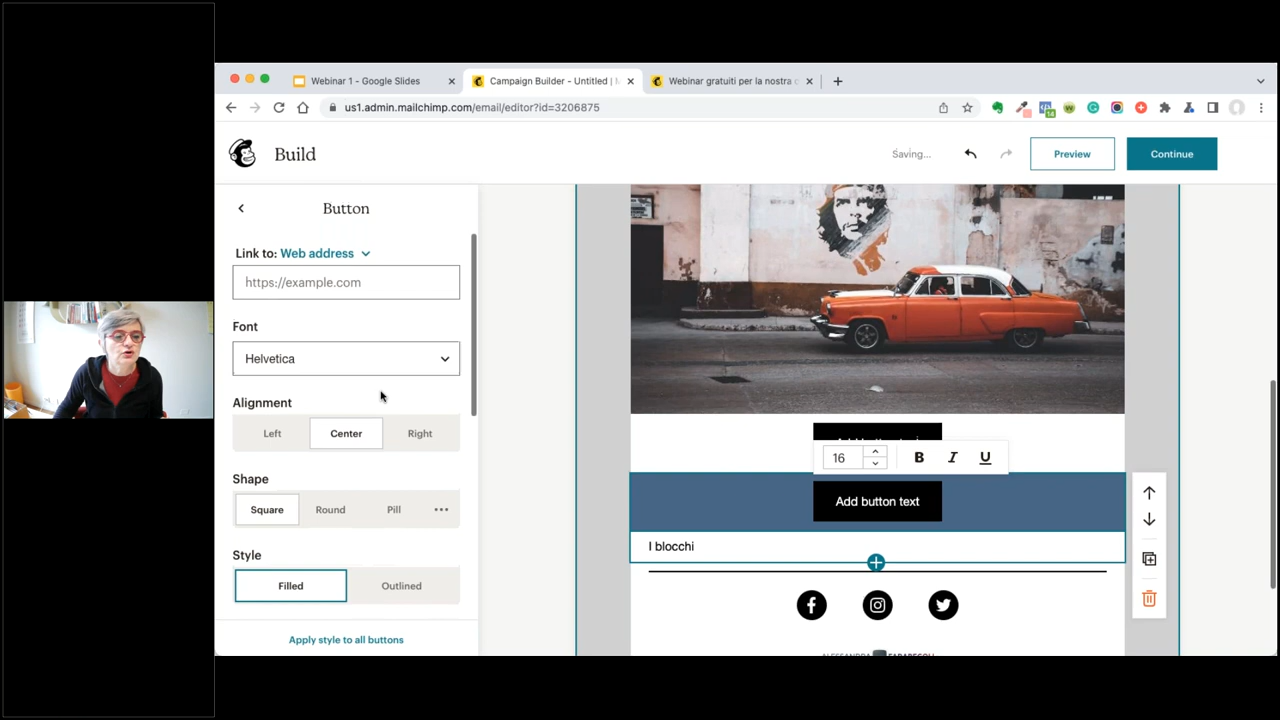 Webinar 1 - Google Slides
Campaign Builder - Untitled | M
Webinar gratuiti per la nostra c
us1.admin.mailchimp.com/email/editor?id=3206875
14
Build
Saving...
Preview
Continue
Button
Link to: Web address
https://example.com
Font
Helvetica
Alignment
Left
Center
Right
Shape
Square
Round
Pill
Style
Filled
Outlined
Apply style to all buttons
16
B
I
U
Add button text
I blocchi